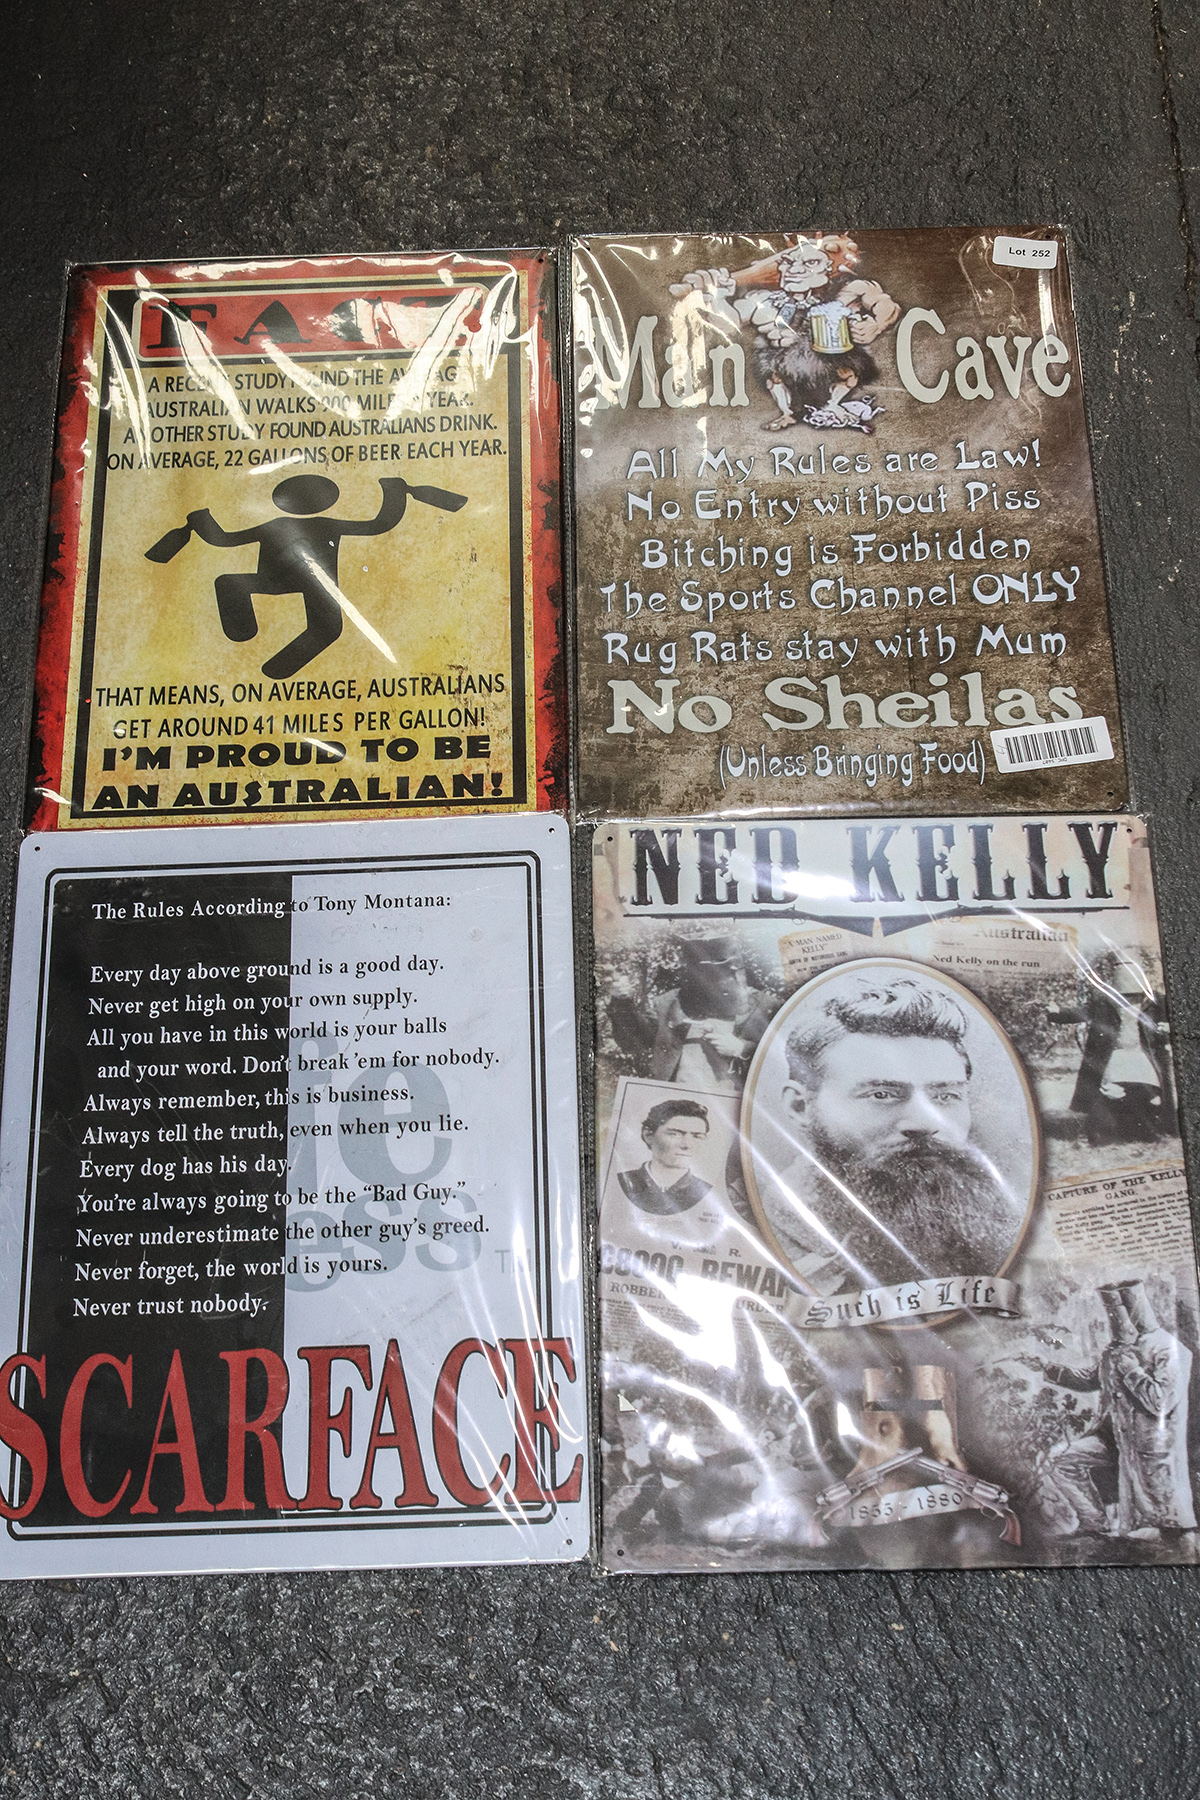 FACT
A RECENT STUDY FOUND THE AVERAGE
AUSTRALIAN WALKS 900 MILES A YEAR.
ANOTHER STUDY FOUND AUSTRALIANS DRINK.
ON AVERAGE, 22 GALLONS OF BEER EACH YEAR.
THAT MEANS, ON AVERAGE, AUSTRALIANS
GET AROUND 41 MILES PER GALLON!
I'M PROUD TO BE
AN AUSTRALIAN!
Lot 252
Man Cave
All My Rules are Law!
No Entry without Piss
Bitching is Forbidden
The Sports Channel ONLY
Rug Rats stay with Mum
No Sheilas
(Unless Bringing Food)
The Rules According to Tony Montana:
Every day above ground is a good day.
Never get high on your own supply.
All you have in this world is your balls
and your word. Don't break 'em for nobody.
Always remember, this is business.
Always tell the truth, even when you lie.
Every dog has his day.
You're always going to be the "Bad Guy."
Never underestimate the other guy's greed.
Never forget, the world is yours.
Never trust nobody.
SCARFACE
NED KELLY
"A MAN NAMED
KELLY"
Australian
Ned Kelly on the run
CAPTURE OF THE KELLY
GANG.
V. R.
£8000 REWARD
ROBBERY MURDER
Such is Life
1855 - 1880